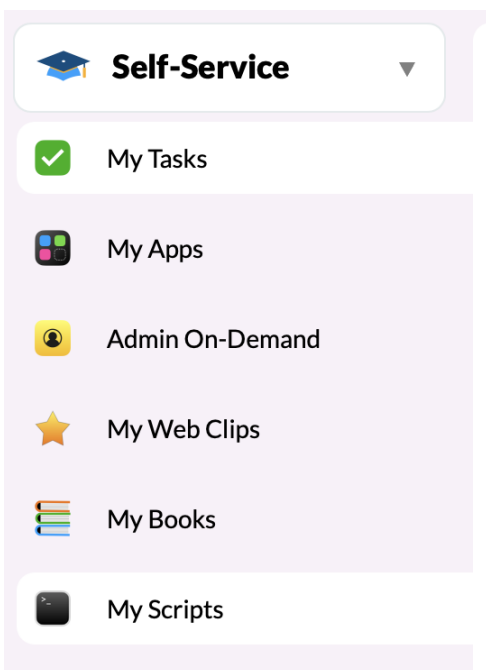 Self-Service ▼
My Tasks
My Apps
Admin On-Demand
My Web Clips
My Books
My Scripts